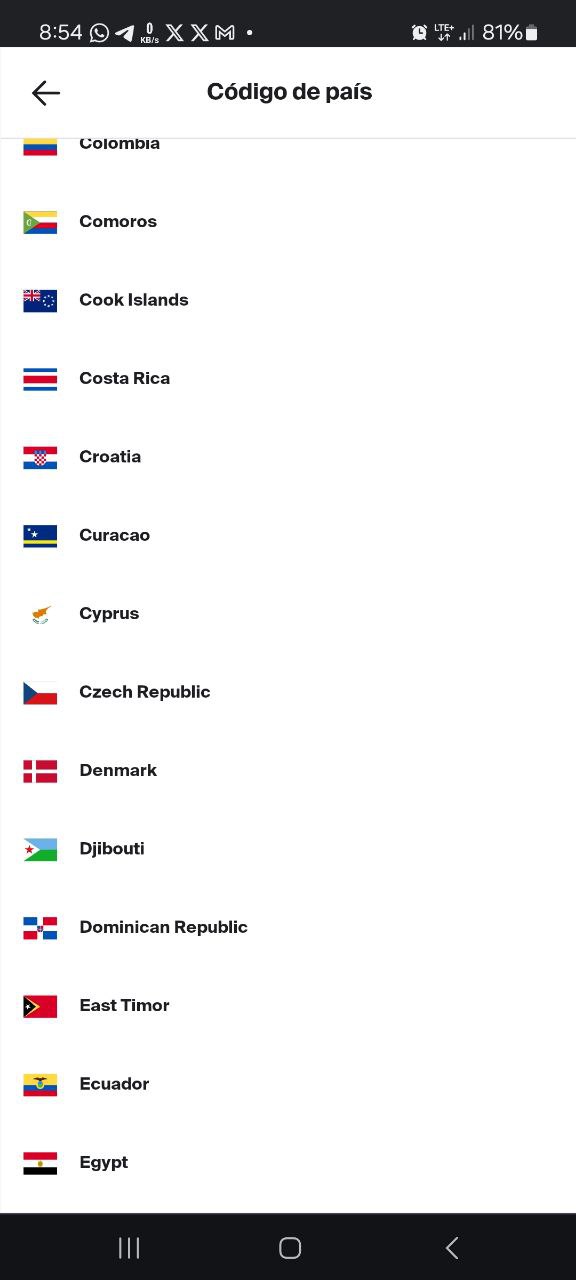 8:54 0 KB/s LTE+ 81%
Código de país
Colombia
Comoros
Cook Islands
Costa Rica
Croatia
Curacao
Cyprus
Czech Republic
Denmark
Djibouti
Dominican Republic
East Timor
Ecuador
Egypt